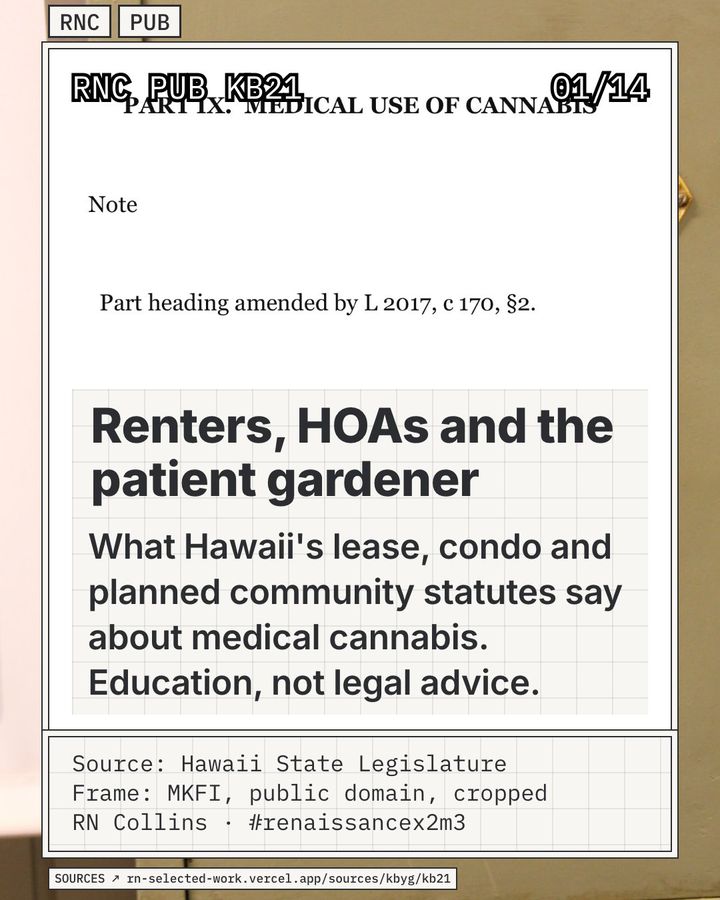 RNC PUB
RNC PUB KB21 01/14
PART IX. MEDICAL USE OF CANNABIS
Note
Part heading amended by L 2017, c 170, §2.
Renters, HOAs and the
patient gardener
What Hawaii's lease, condo and
planned community statutes say
about medical cannabis.
Education, not legal advice.
Source: Hawaii State Legislature
Frame: MKFI, public domain, cropped
RN Collins · #renaissancex2m3
SOURCES ↗ rn-selected-work.vercel.app/sources/kbyg/kb21